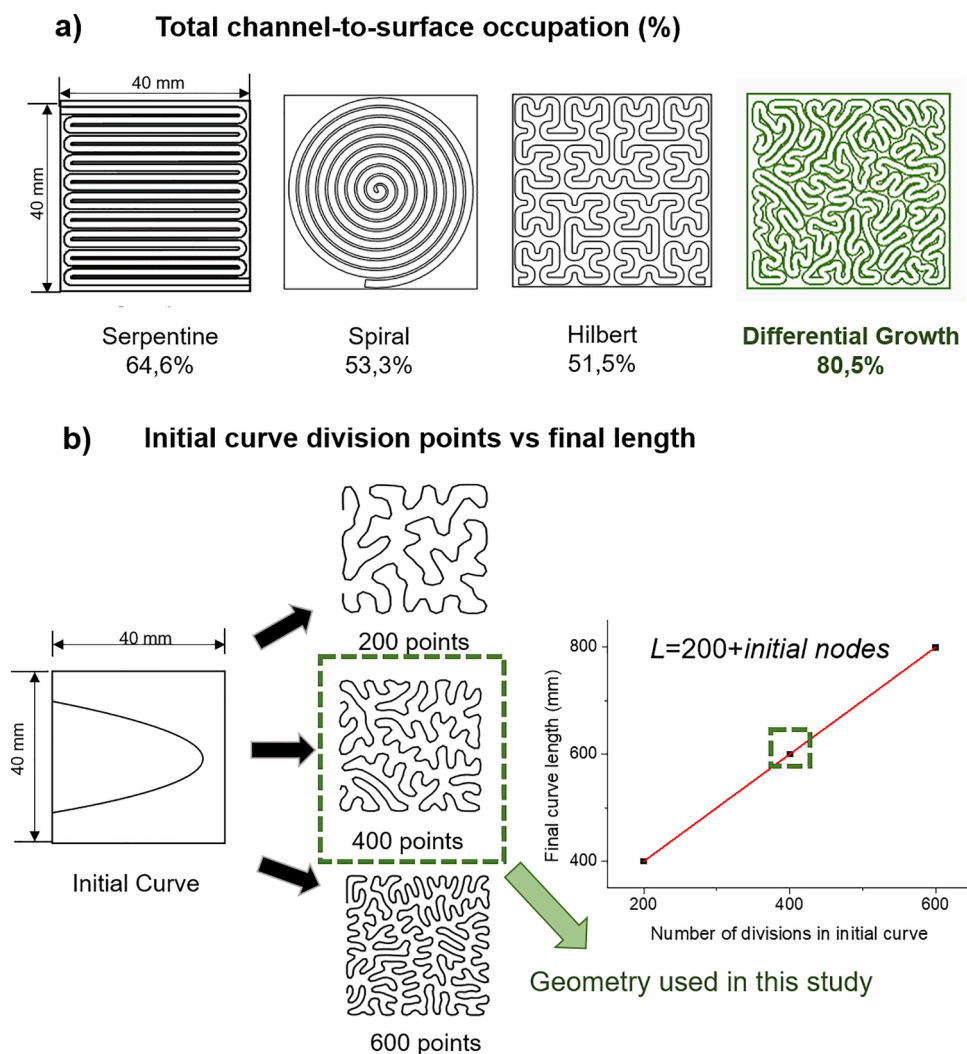 a) Total channel-to-surface occupation (%)
40 mm
40 mm
Serpentine
64,6%
Spiral
53,3%
Hilbert
51,5%
Differential Growth
80,5%
b) Initial curve division points vs final length
40 mm
40 mm
Initial Curve
200 points
400 points
600 points
L=200+initial nodes
Final curve length (mm)
800
600
400
200
400
600
Number of divisions in initial curve
Geometry used in this study